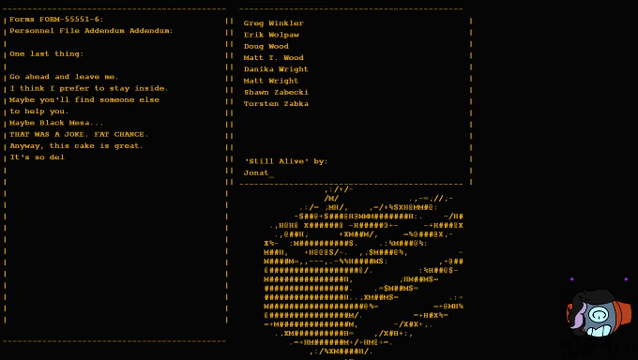 Forms FORM-55551-6:
Personnel File Addendum Addendum:
One last thing:
Go ahead and leave me.
I think I prefer to stay inside.
Maybe you'll find someone else
to help you.
Maybe Black Mesa...
THAT WAS A JOKE. FAT CHANCE.
Anyway, this cake is great.
It's so del
Greg Winkler
Erik Wolpaw
Doug Wood
Matt T. Wood
Danika Wright
Matt Wright
Shawn Zabecki
Torsten Zabka
'Still Alive' by:
Jonat_